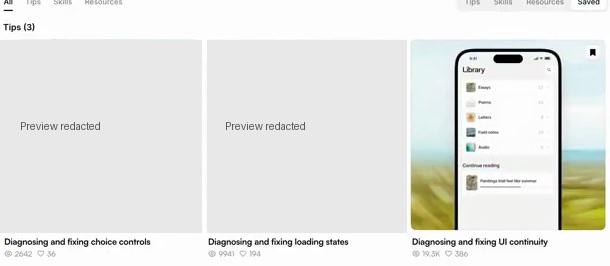 All Tips Skills Resources
Tips Skills Resources Saved
Tips (3)
Preview redacted
Preview redacted
9:41
Library
Essays
Poems
Letters
Field notes
Audio
Continue reading
Paintings that feel like summer
Diagnosing and fixing choice controls
2642 36
Diagnosing and fixing loading states
9941 194
Diagnosing and fixing UI continuity
19.3K 386